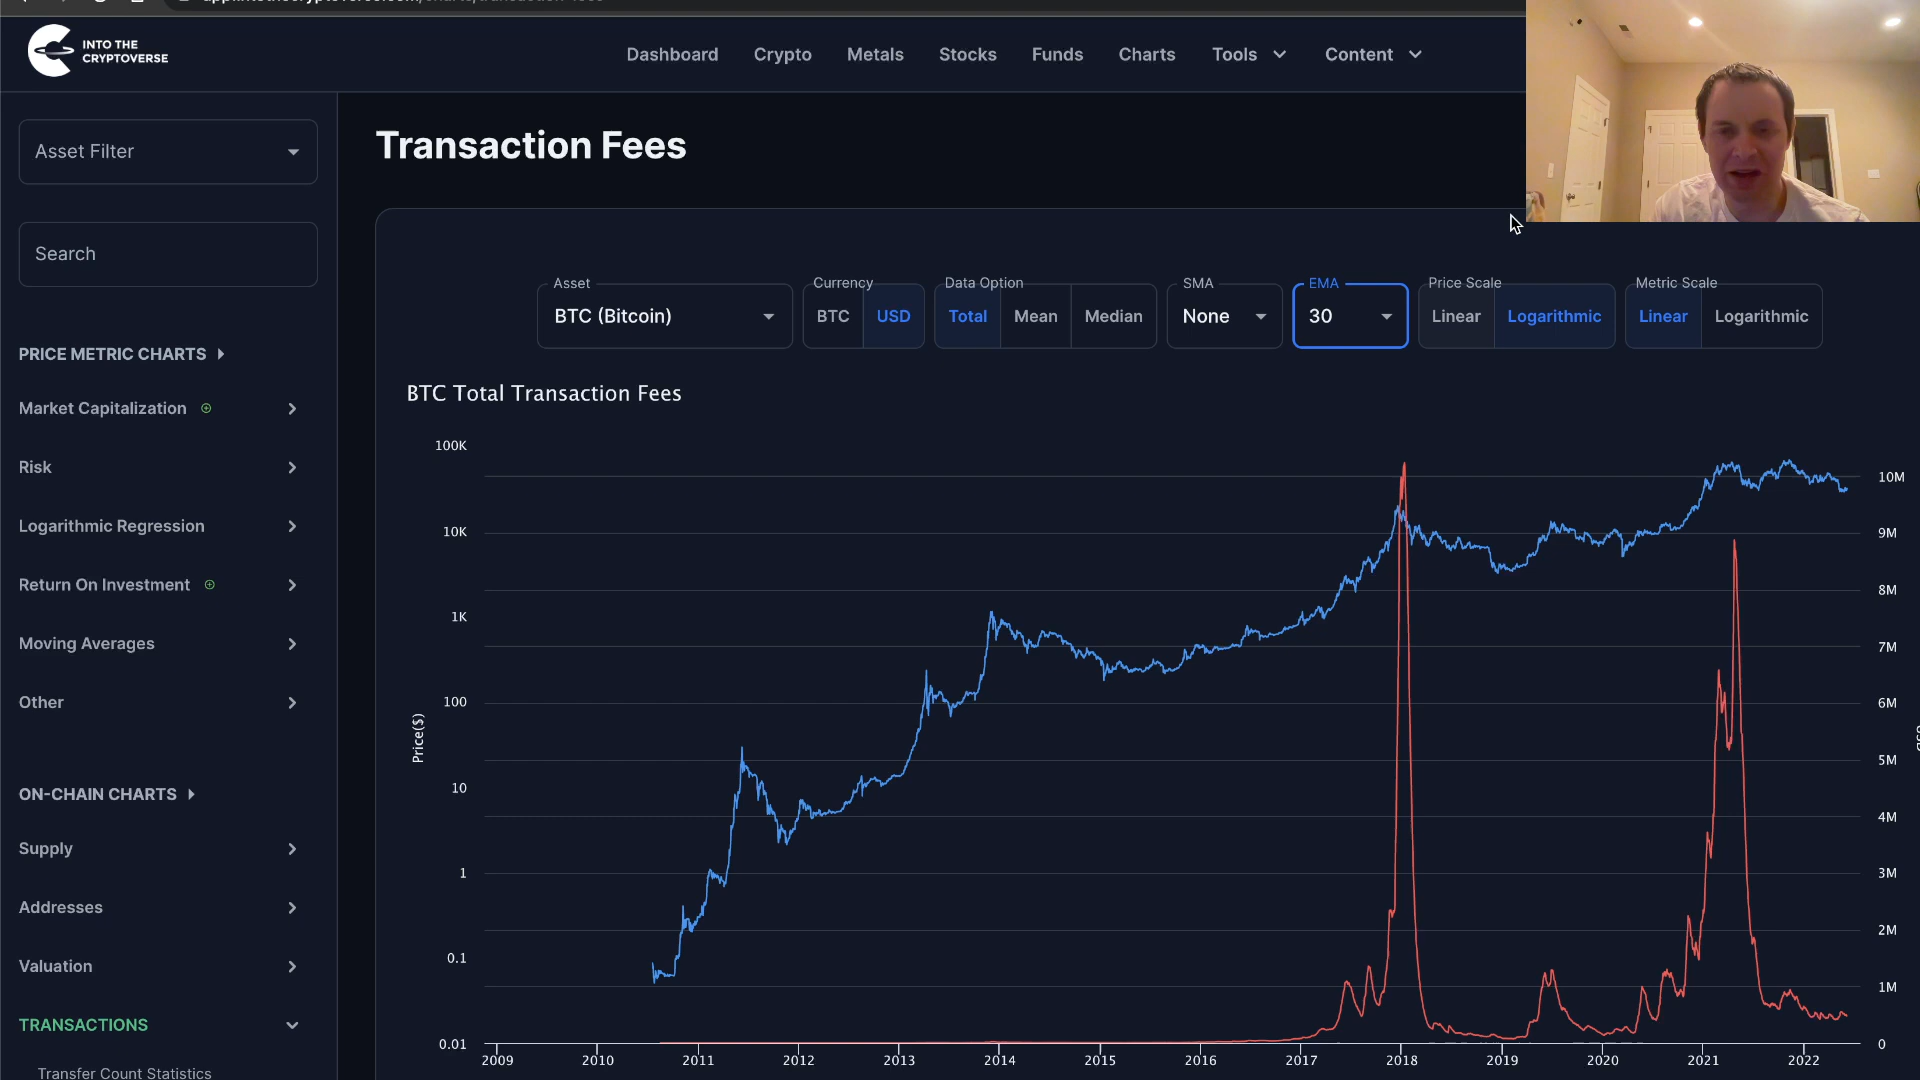 INTO THE
CRYPTOVERSE
Dashboard Crypto Metals Stocks Funds Charts Tools Content
Asset Filter
Search
PRICE METRIC CHARTS
Market Capitalization
Risk
Logarithmic Regression
Return On Investment
Moving Averages
Other
ON-CHAIN CHARTS
Supply
Addresses
Valuation
TRANSACTIONS
Transfer Count Statistics
Transaction Fees
Asset Currency Data Option SMA EMA Price Scale Metric Scale
BTC (Bitcoin) BTC USD Total Mean Median None 30 Linear Logarithmic Linear Logarithmic
BTC Total Transaction Fees
100K
10K
1K
100
10
1
0.1
0.01
Price($)
10M
9M
8M
7M
6M
5M
4M
3M
2M
1M
0
2009 2010 2011 2012 2013 2014 2015 2016 2017 2018 2019 2020 2021 2022